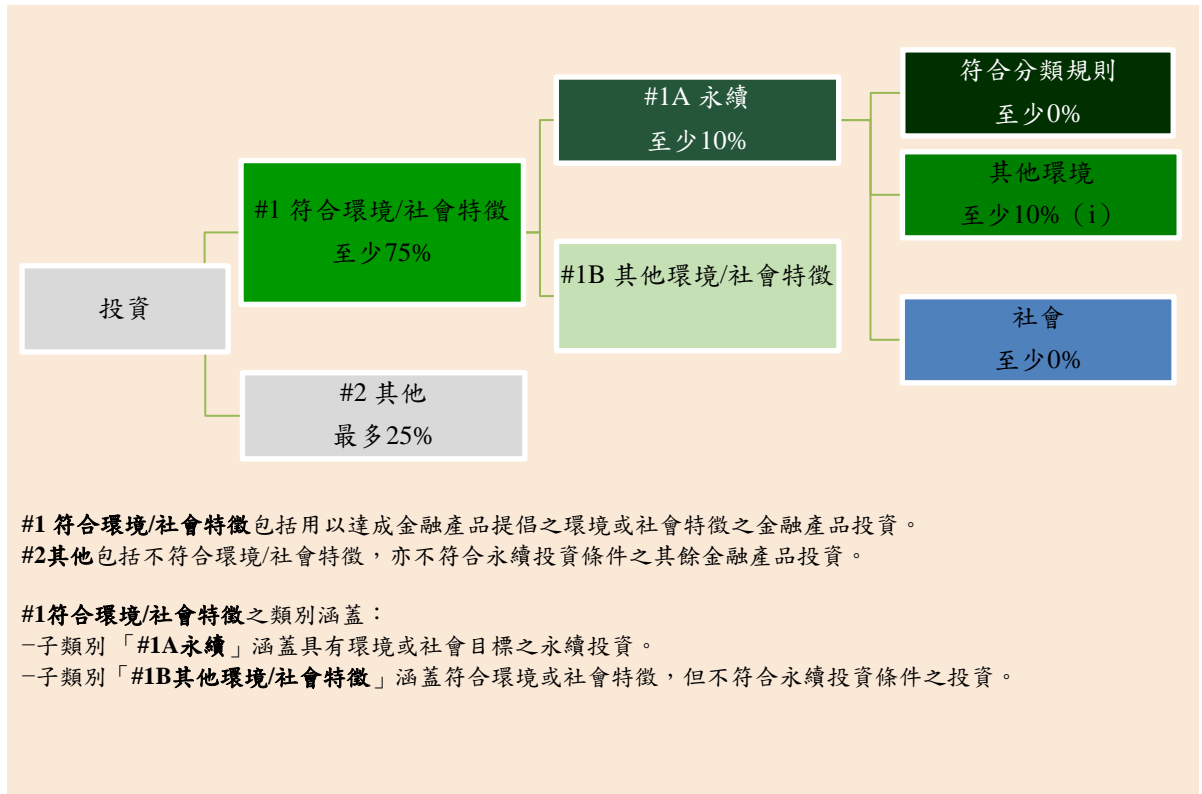 投資
#1 符合環境/社會特徵
至少75%
#2 其他
最多25%
#1A 永續
至少10%
#1B 其他環境/社會特徵
符合分類規則
至少0%
其他環境
至少10%（i）
社會
至少0%
#1 符合環境/社會特徵包括用以達成金融產品提倡之環境或社會特徵之金融產品投資。
#2其他包括不符合環境/社會特徵，亦不符合永續投資條件之其餘金融產品投資。
#1符合環境/社會特徵之類別涵蓋：
−子類別「#1A永續」涵蓋具有環境或社會目標之永續投資。
−子類別「#1B其他環境/社會特徵」涵蓋符合環境或社會特徵，但不符合永續投資條件之投資。